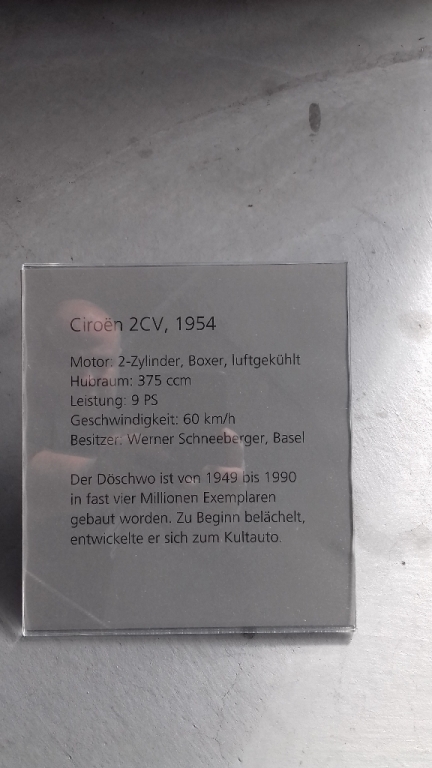 Ciroën 2CV, 1954
Motor: 2-Zylinder, Boxer, luftgekühlt
Hubraum: 375 ccm
Leistung: 9 PS
Geschwindigkeit: 60 km/h
Besitzer: Werner Schneeberger, Basel
Der Döschwo ist von 1949 bis 1990
in fast vier Millionen Exemplaren
gebaut worden. Zu Beginn belächelt,
entwickelte er sich zum Kultauto.